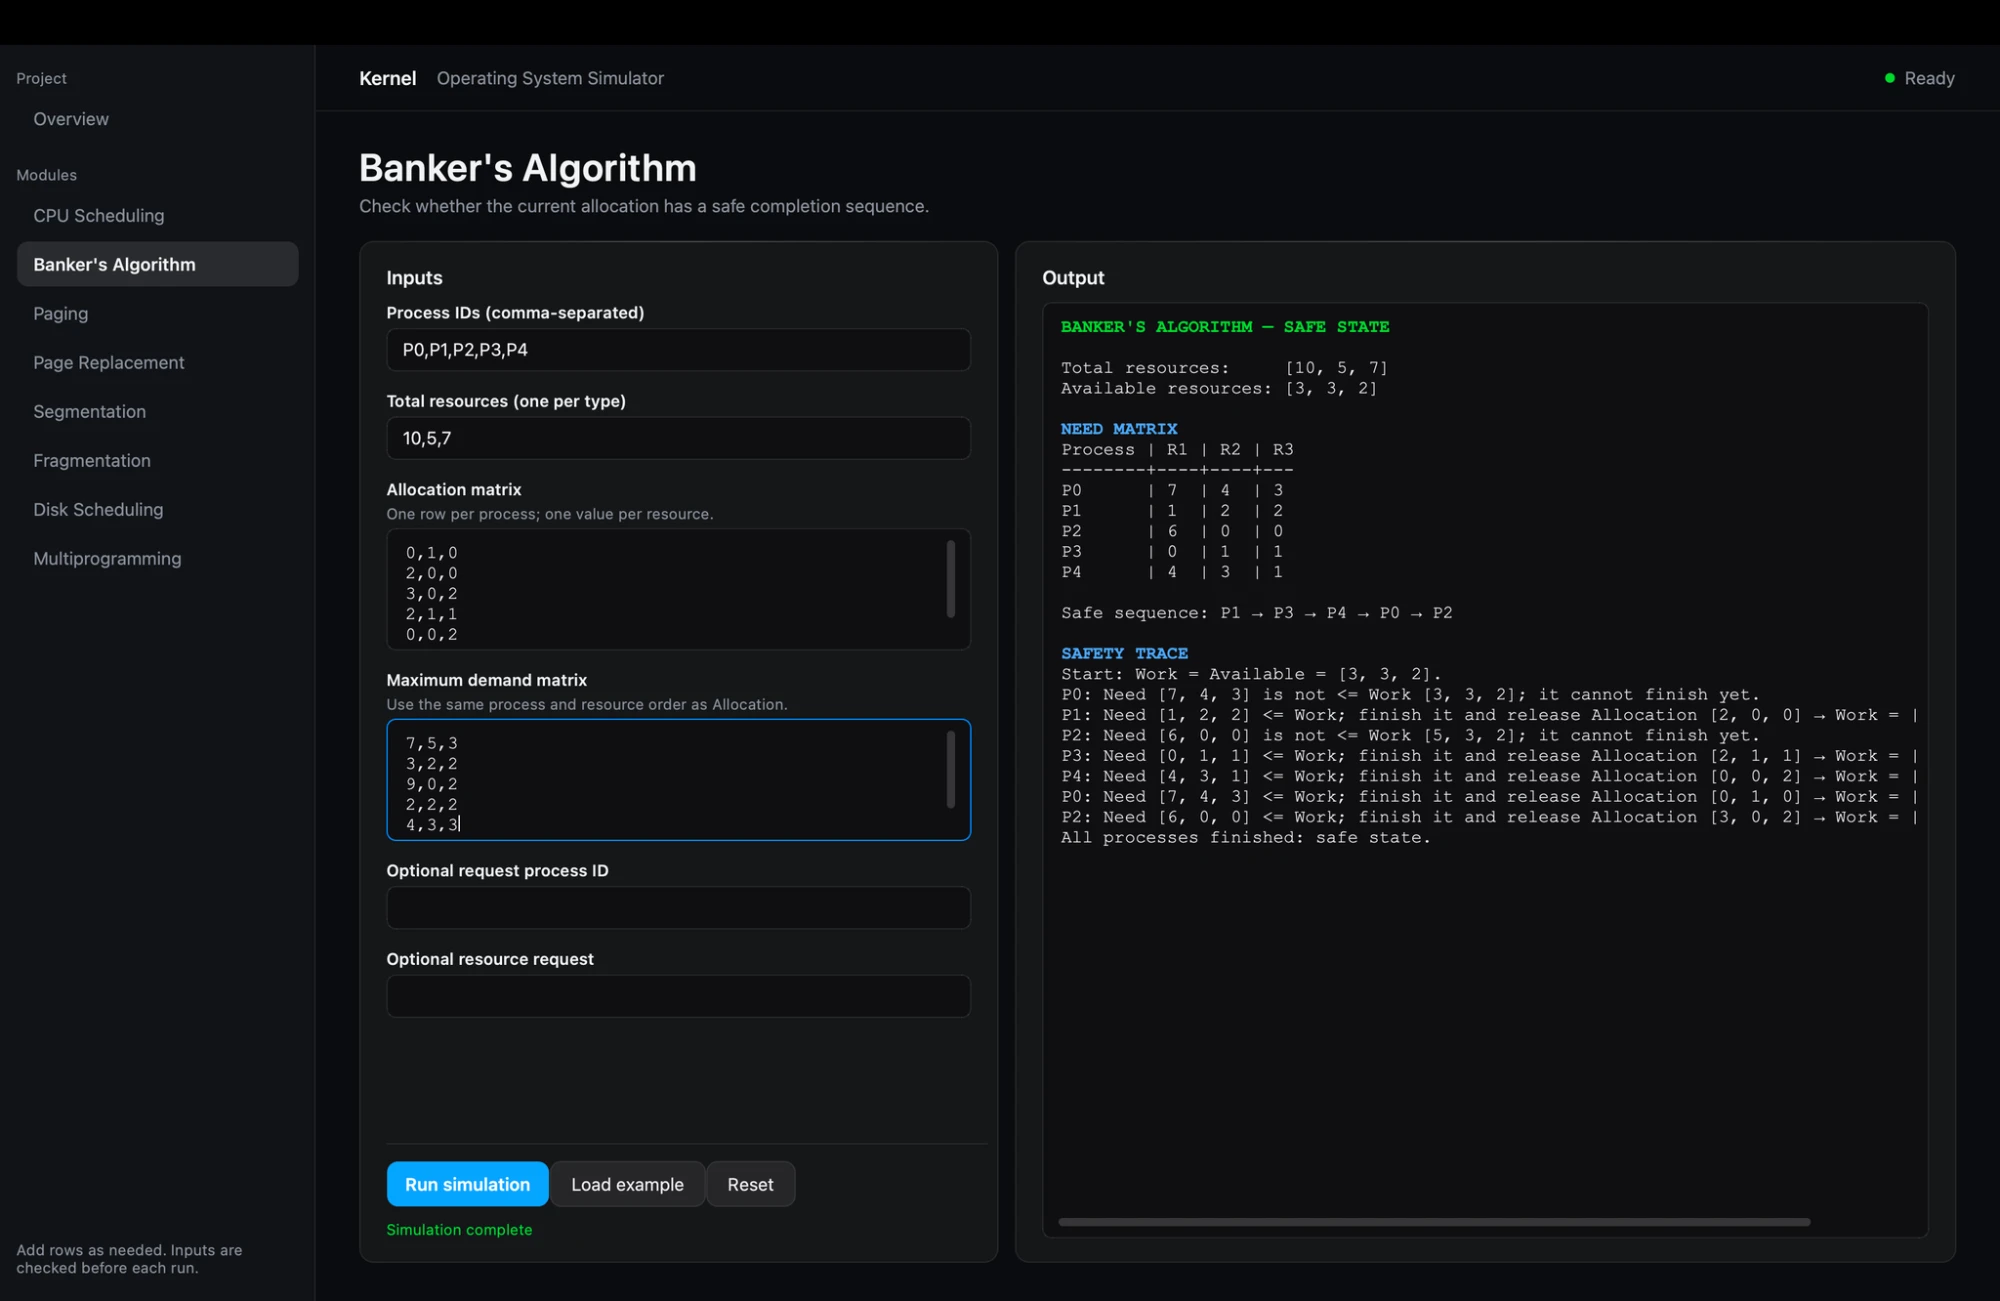 Project
Overview
Modules
CPU Scheduling
Banker's Algorithm
Paging
Page Replacement
Segmentation
Fragmentation
Disk Scheduling
Multiprogramming
Add rows as needed. Inputs are
checked before each run.
Kernel Operating System Simulator
Ready
Banker's Algorithm
Check whether the current allocation has a safe completion sequence.
Inputs
Process IDs (comma-separated)
P0,P1,P2,P3,P4
Total resources (one per type)
10,5,7
Allocation matrix
One row per process; one value per resource.
0,1,0
2,0,0
3,0,2
2,1,1
0,0,2
Maximum demand matrix
Use the same process and resource order as Allocation.
7,5,3
3,2,2
9,0,2
2,2,2
4,3,3
Optional request process ID
Optional resource request
Run simulation Load example Reset
Simulation complete
Output
BANKER'S ALGORITHM — SAFE STATE
Total resources: [10, 5, 7]
Available resources: [3, 3, 2]
NEED MATRIX
Process | R1 | R2 | R3
--------+----+----+---
P0 | 7 | 4 | 3
P1 | 1 | 2 | 2
P2 | 6 | 0 | 0
P3 | 0 | 1 | 1
P4 | 4 | 3 | 1
Safe sequence: P1 → P3 → P4 → P0 → P2
SAFETY TRACE
Start: Work = Available = [3, 3, 2].
P0: Need [7, 4, 3] is not <= Work [3, 3, 2]; it cannot finish yet.
P1: Need [1, 2, 2] <= Work; finish it and release Allocation [2, 0, 0] → Work = [
P2: Need [6, 0, 0] is not <= Work [5, 3, 2]; it cannot finish yet.
P3: Need [0, 1, 1] <= Work; finish it and release Allocation [2, 1, 1] → Work = [
P4: Need [4, 3, 1] <= Work; finish it and release Allocation [0, 0, 2] → Work = [
P0: Need [7, 4, 3] <= Work; finish it and release Allocation [0, 1, 0] → Work = [
P2: Need [6, 0, 0] <= Work; finish it and release Allocation [3, 0, 2] → Work = [
All processes finished: safe state.